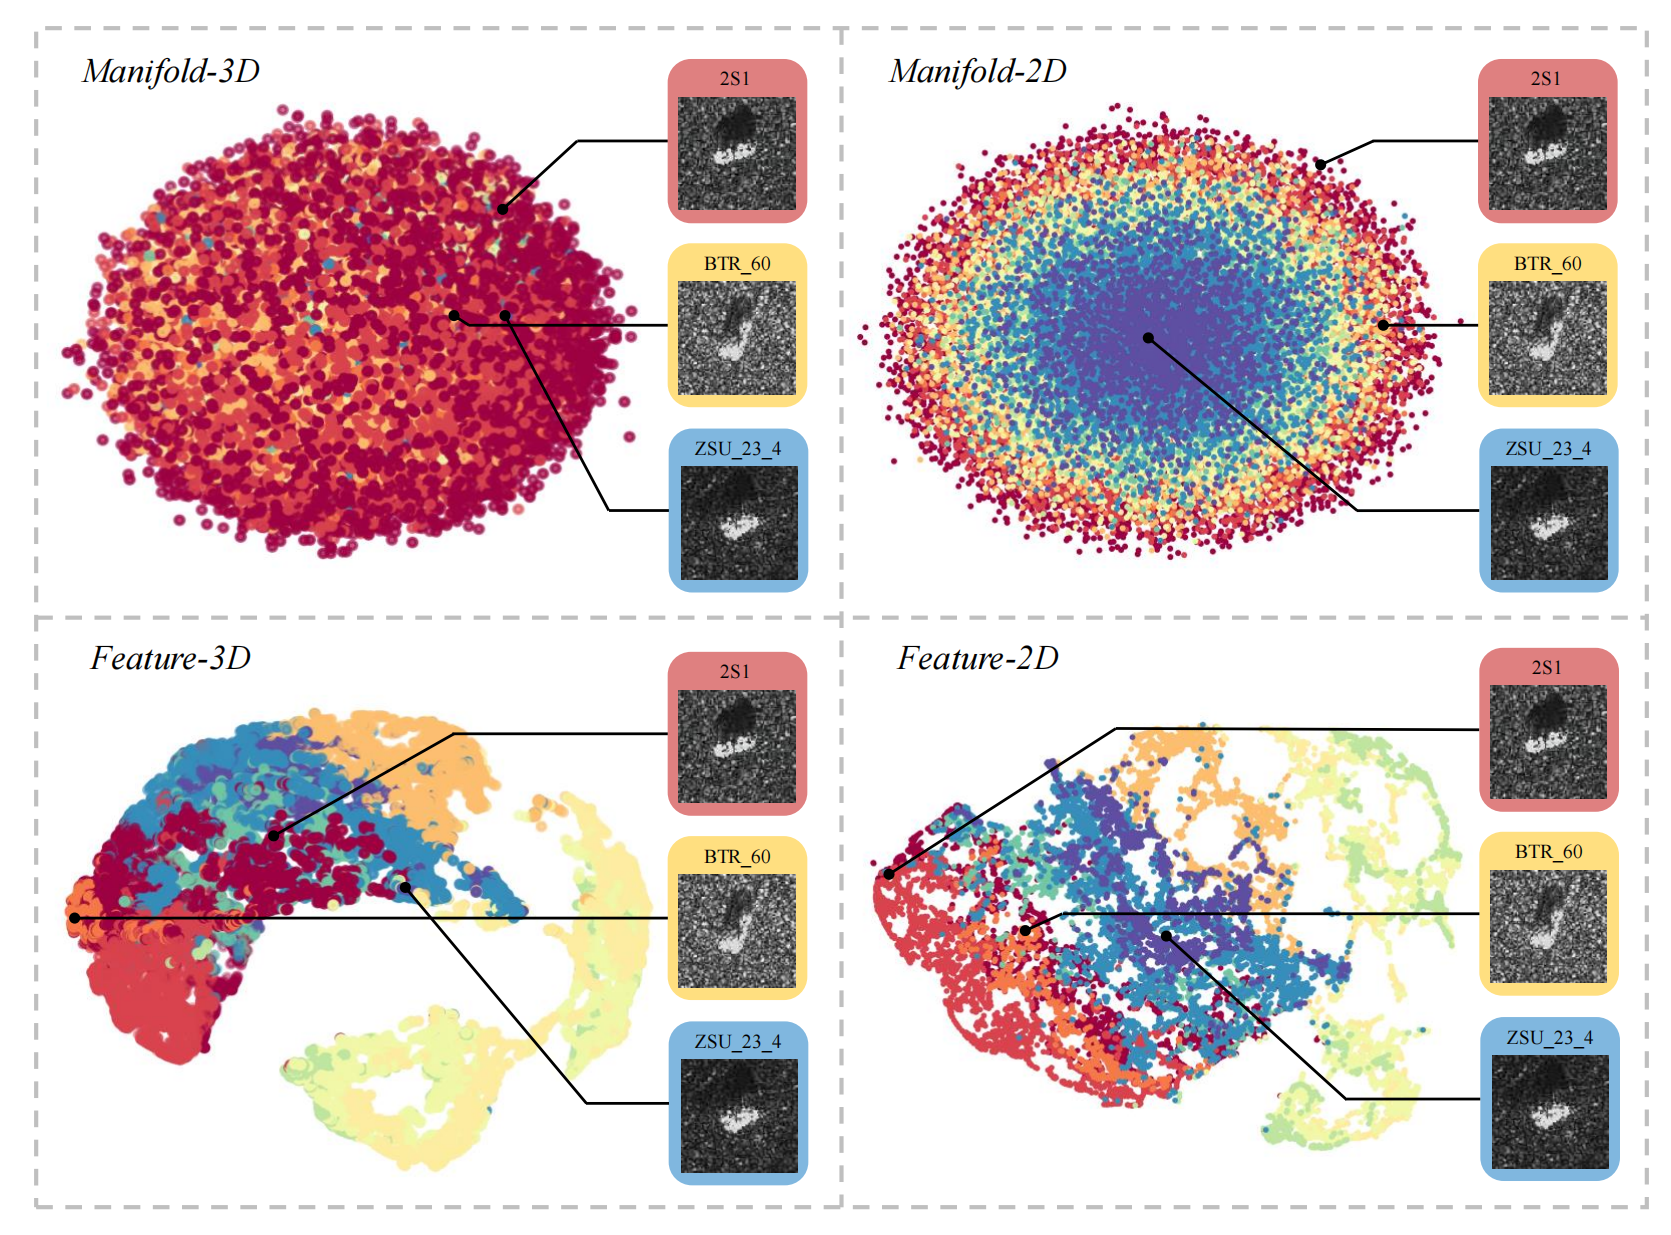 Manifold-3D
2S1
BTR_60
ZSU_23_4
Manifold-2D
2S1
BTR_60
ZSU_23_4
Feature-3D
2S1
BTR_60
ZSU_23_4
Feature-2D
2S1
BTR_60
ZSU_23_4